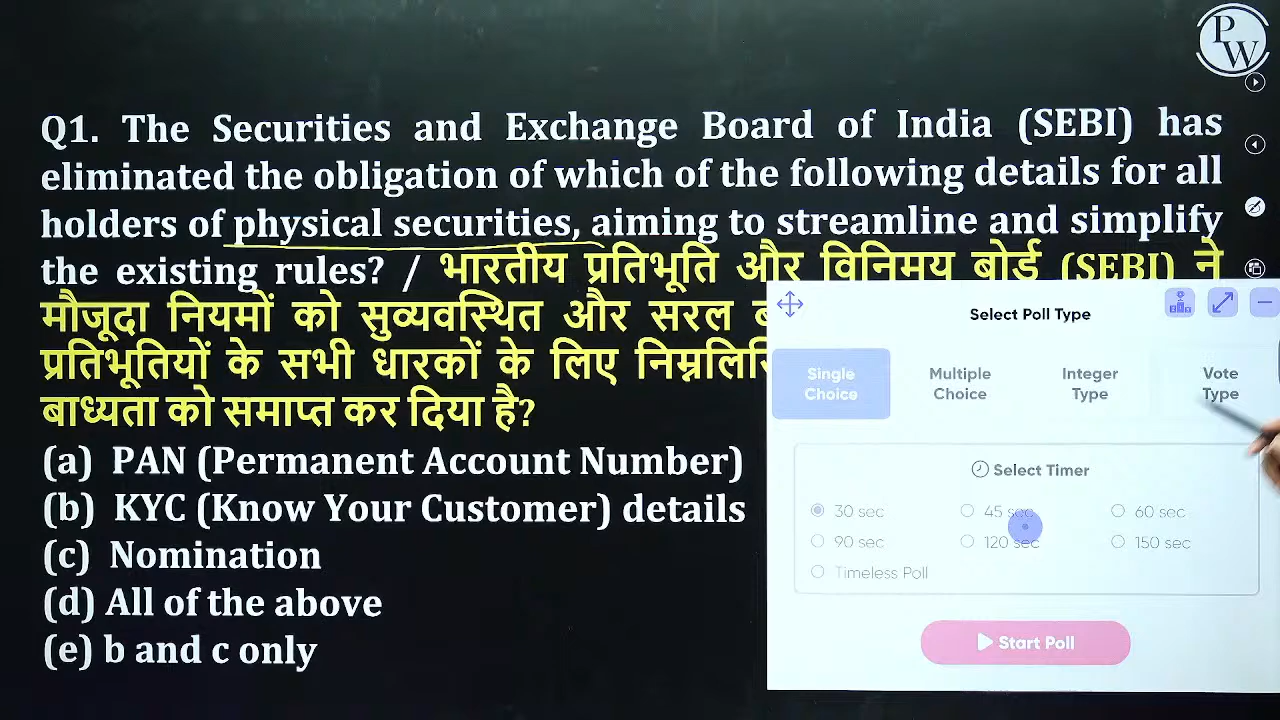 PW
Q1. The Securities and Exchange Board of India (SEBI) has
eliminated the obligation of which of the following details for all
holders of physical securities, aiming to streamline and simplify
the existing rules? / भारतीय प्रतिभूति और विनिमय बोर्ड (SEBI) ने
मौजूदा नियमों को सुव्यवस्थित और सरल
प्रतिभूतियों के सभी धारकों के लिए
बाध्यता को समाप्त कर दिया है?
(a) PAN (Permanent Account Number)
(b) KYC (Know Your Customer) details
(c) Nomination
(d) All of the above
(e) b and c only
Select Poll Type
Single Choice
Multiple Choice
Integer Type
Vote Type
Select Timer
30 sec 45 sec 60 sec
90 sec 120 sec 150 sec
Timeless Poll
Start Poll